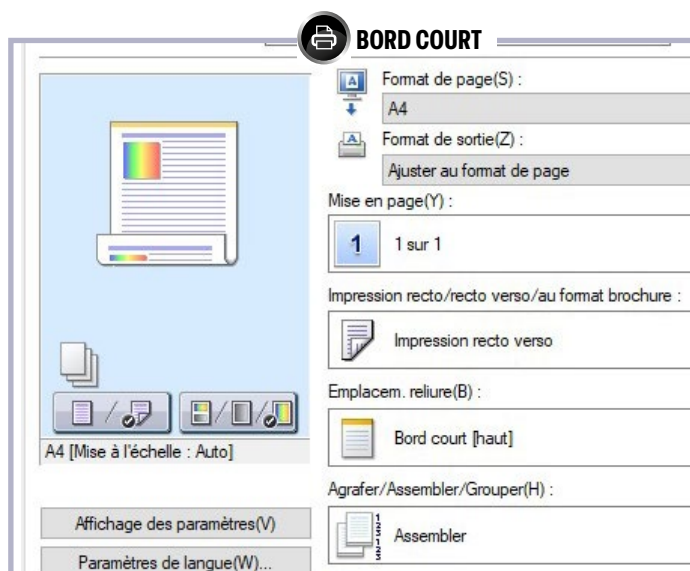 BORD COURT
Format de page(S) :
A4
Format de sortie(Z) :
Ajuster au format de page
Mise en page(Y) :
1
1 sur 1
Impression recto/recto verso/au format brochure :
Impression recto verso
Emplacem. reliure(B) :
Bord court [haut]
A4 [Mise à l'échelle : Auto]
Agrafer/Assembler/Grouper(H) :
Affichage des paramètres(V)
Assembler
Paramètres de langue(W)...